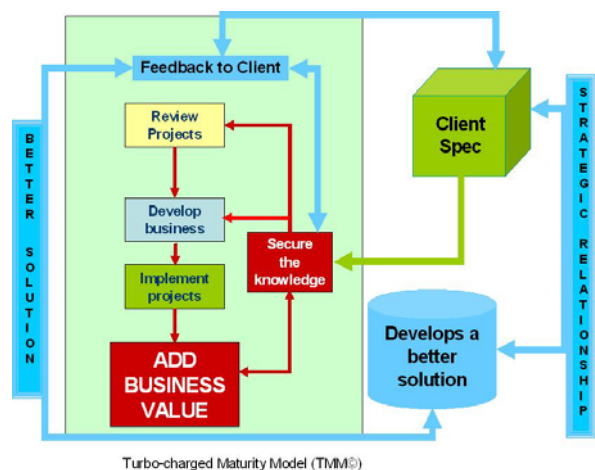 Feedback to Client
Review
Projects
Develop
business
Implement
projects
ADD
BUSINESS
VALUE
Secure
the
knowledge
Client
Spec
Develops a
better
solution
BETTER SOLUTION
STRATEGIC RELATIONSHIP
Turbo-charged Maturity Model (TMM©)